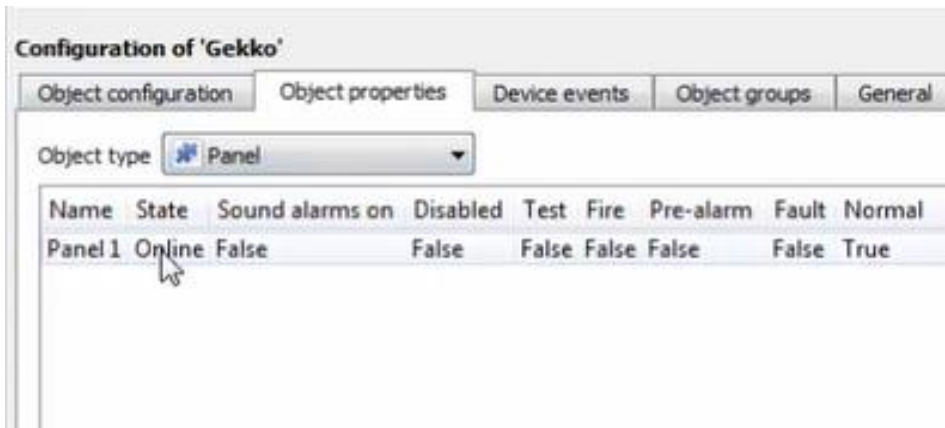 Configuration of 'Gekko'
Object configuration Object properties Device events Object groups General
Object type Panel
Name State Sound alarms on Disabled Test Fire Pre-alarm Fault Normal
Panel 1 Online False False False False False False True